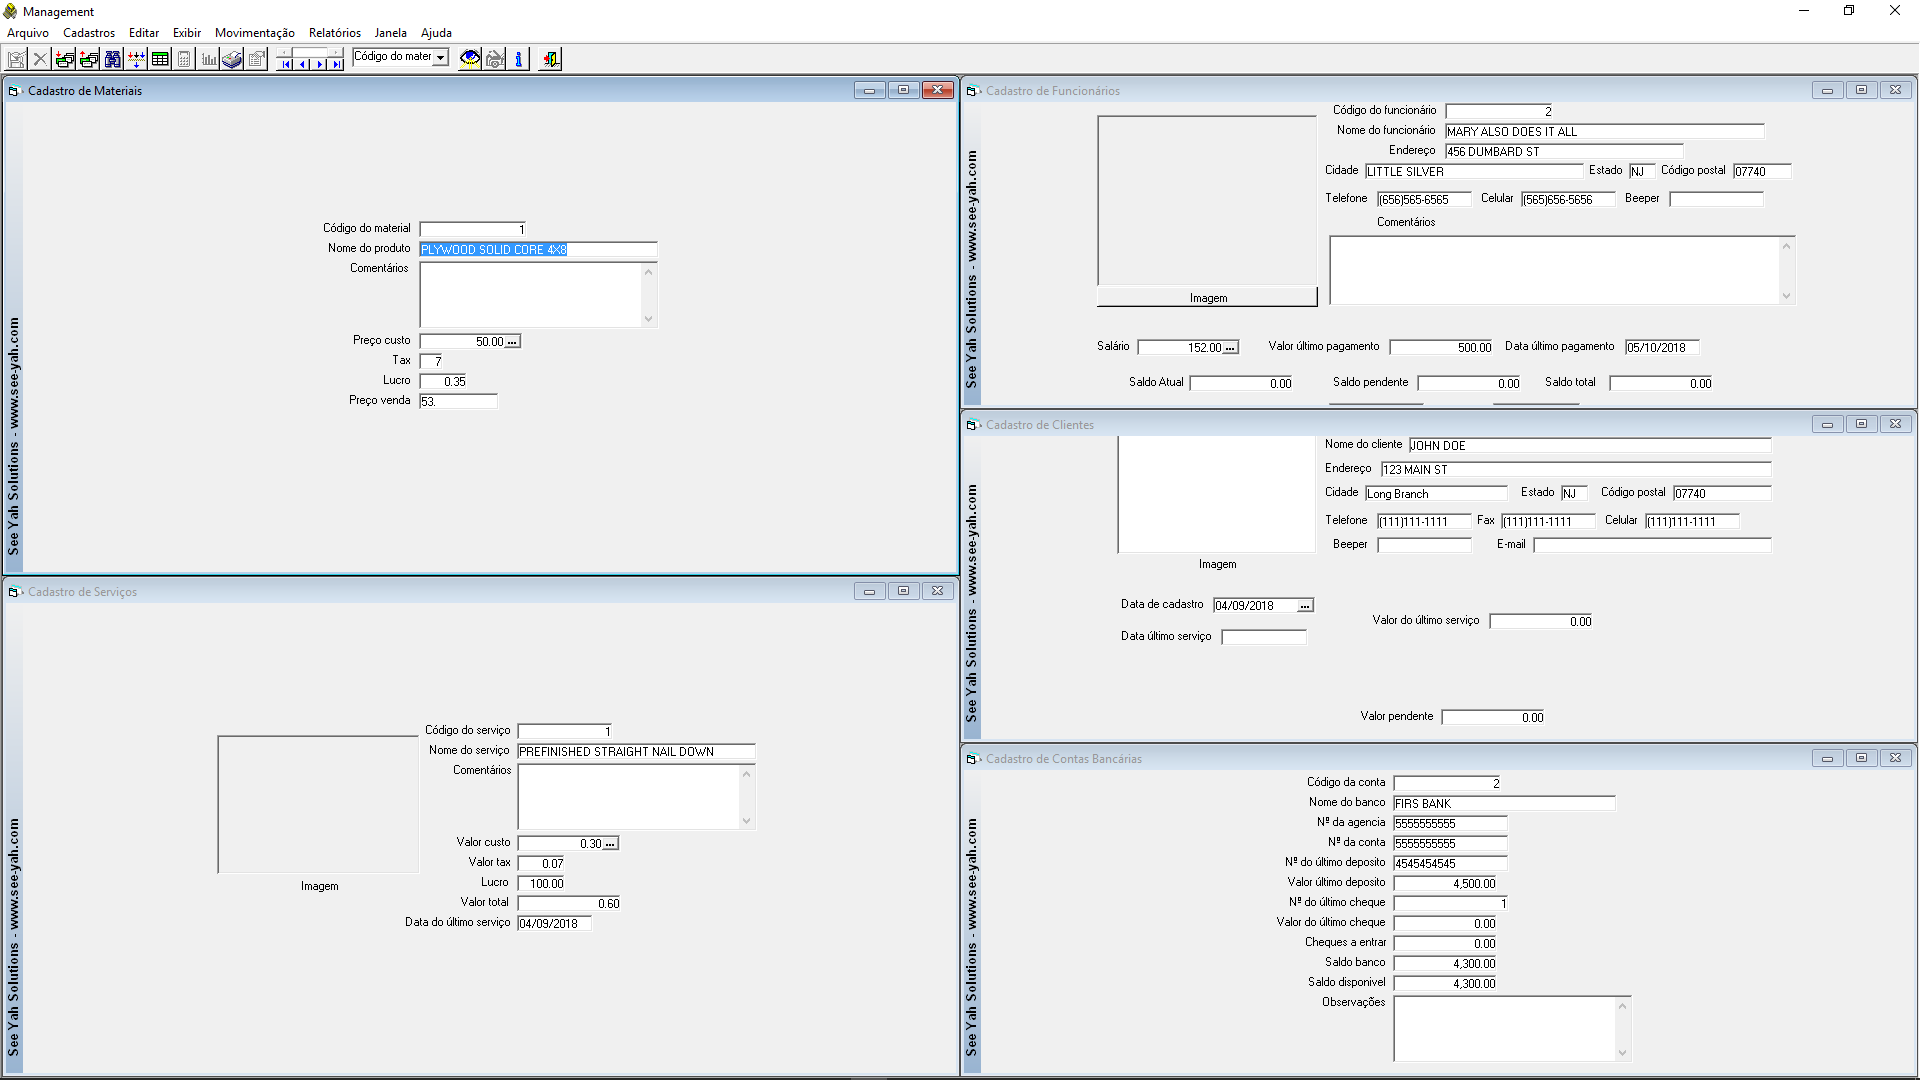 Management
Arquivo Cadastros Editar Exibir Movimentação Relatórios Janela Ajuda
Código do mater
Cadastro de Materiais
Código do material 1
Nome do produto PLYWOOD SOLID CORE 4X8
Comentários
Preço custo 50.00 ...
Tax 7
Lucro 0.35
Preço venda 53.
See Yah Solutions - www.see-yah.com
Cadastro de Serviços
Código do serviço 1
Nome do serviço PREFINISHED STRAIGHT NAIL DOWN
Comentários
Valor custo 0.30 ...
Valor tax 0.07
Imagem
Lucro 100.00
Valor total 0.60
Data do último serviço 04/09/2018
See Yah Solutions - www.see-yah.com
Cadastro de Funcionários
Código do funcionário 2
Nome do funcionário MARY ALSO DOES IT ALL
Endereço 456 DUMBARD ST
Cidade LITTLE SILVER Estado NJ Código postal 07740
Telefone (656)565-6565 Celular (565)656-5656 Beeper
Comentários
Imagem
Salário 152.00 ... Valor último pagamento 500.00 Data último pagamento 05/10/2018
Saldo Atual 0.00 Saldo pendente 0.00 Saldo total 0.00
See Yah Solutions - www.see-yah.com
Cadastro de Clientes
Nome do cliente JOHN DOE
Endereço 123 MAIN ST
Cidade Long Branch Estado NJ Código postal 07740
Telefone (111)111-1111 Fax (111)111-1111 Celular (111)111-1111
Beeper E-mail
Imagem
Data de cadastro 04/09/2018 ...
Valor do último serviço 0.00
Data último serviço
Valor pendente 0.00
See Yah Solutions - www.see-yah.com
Cadastro de Contas Bancárias
Código da conta 2
Nome do banco FIRS BANK
Nº da agencia 5555555555
Nº da conta 5555555555
Nº do último deposito 4545454545
Valor último deposito 4,500.00
Nº do último cheque 1
Valor do último cheque 0.00
Cheques a entrar 0.00
Saldo banco 4,300.00
Saldo disponivel 4,300.00
Observações
See Yah Solutions - www.see-yah.com